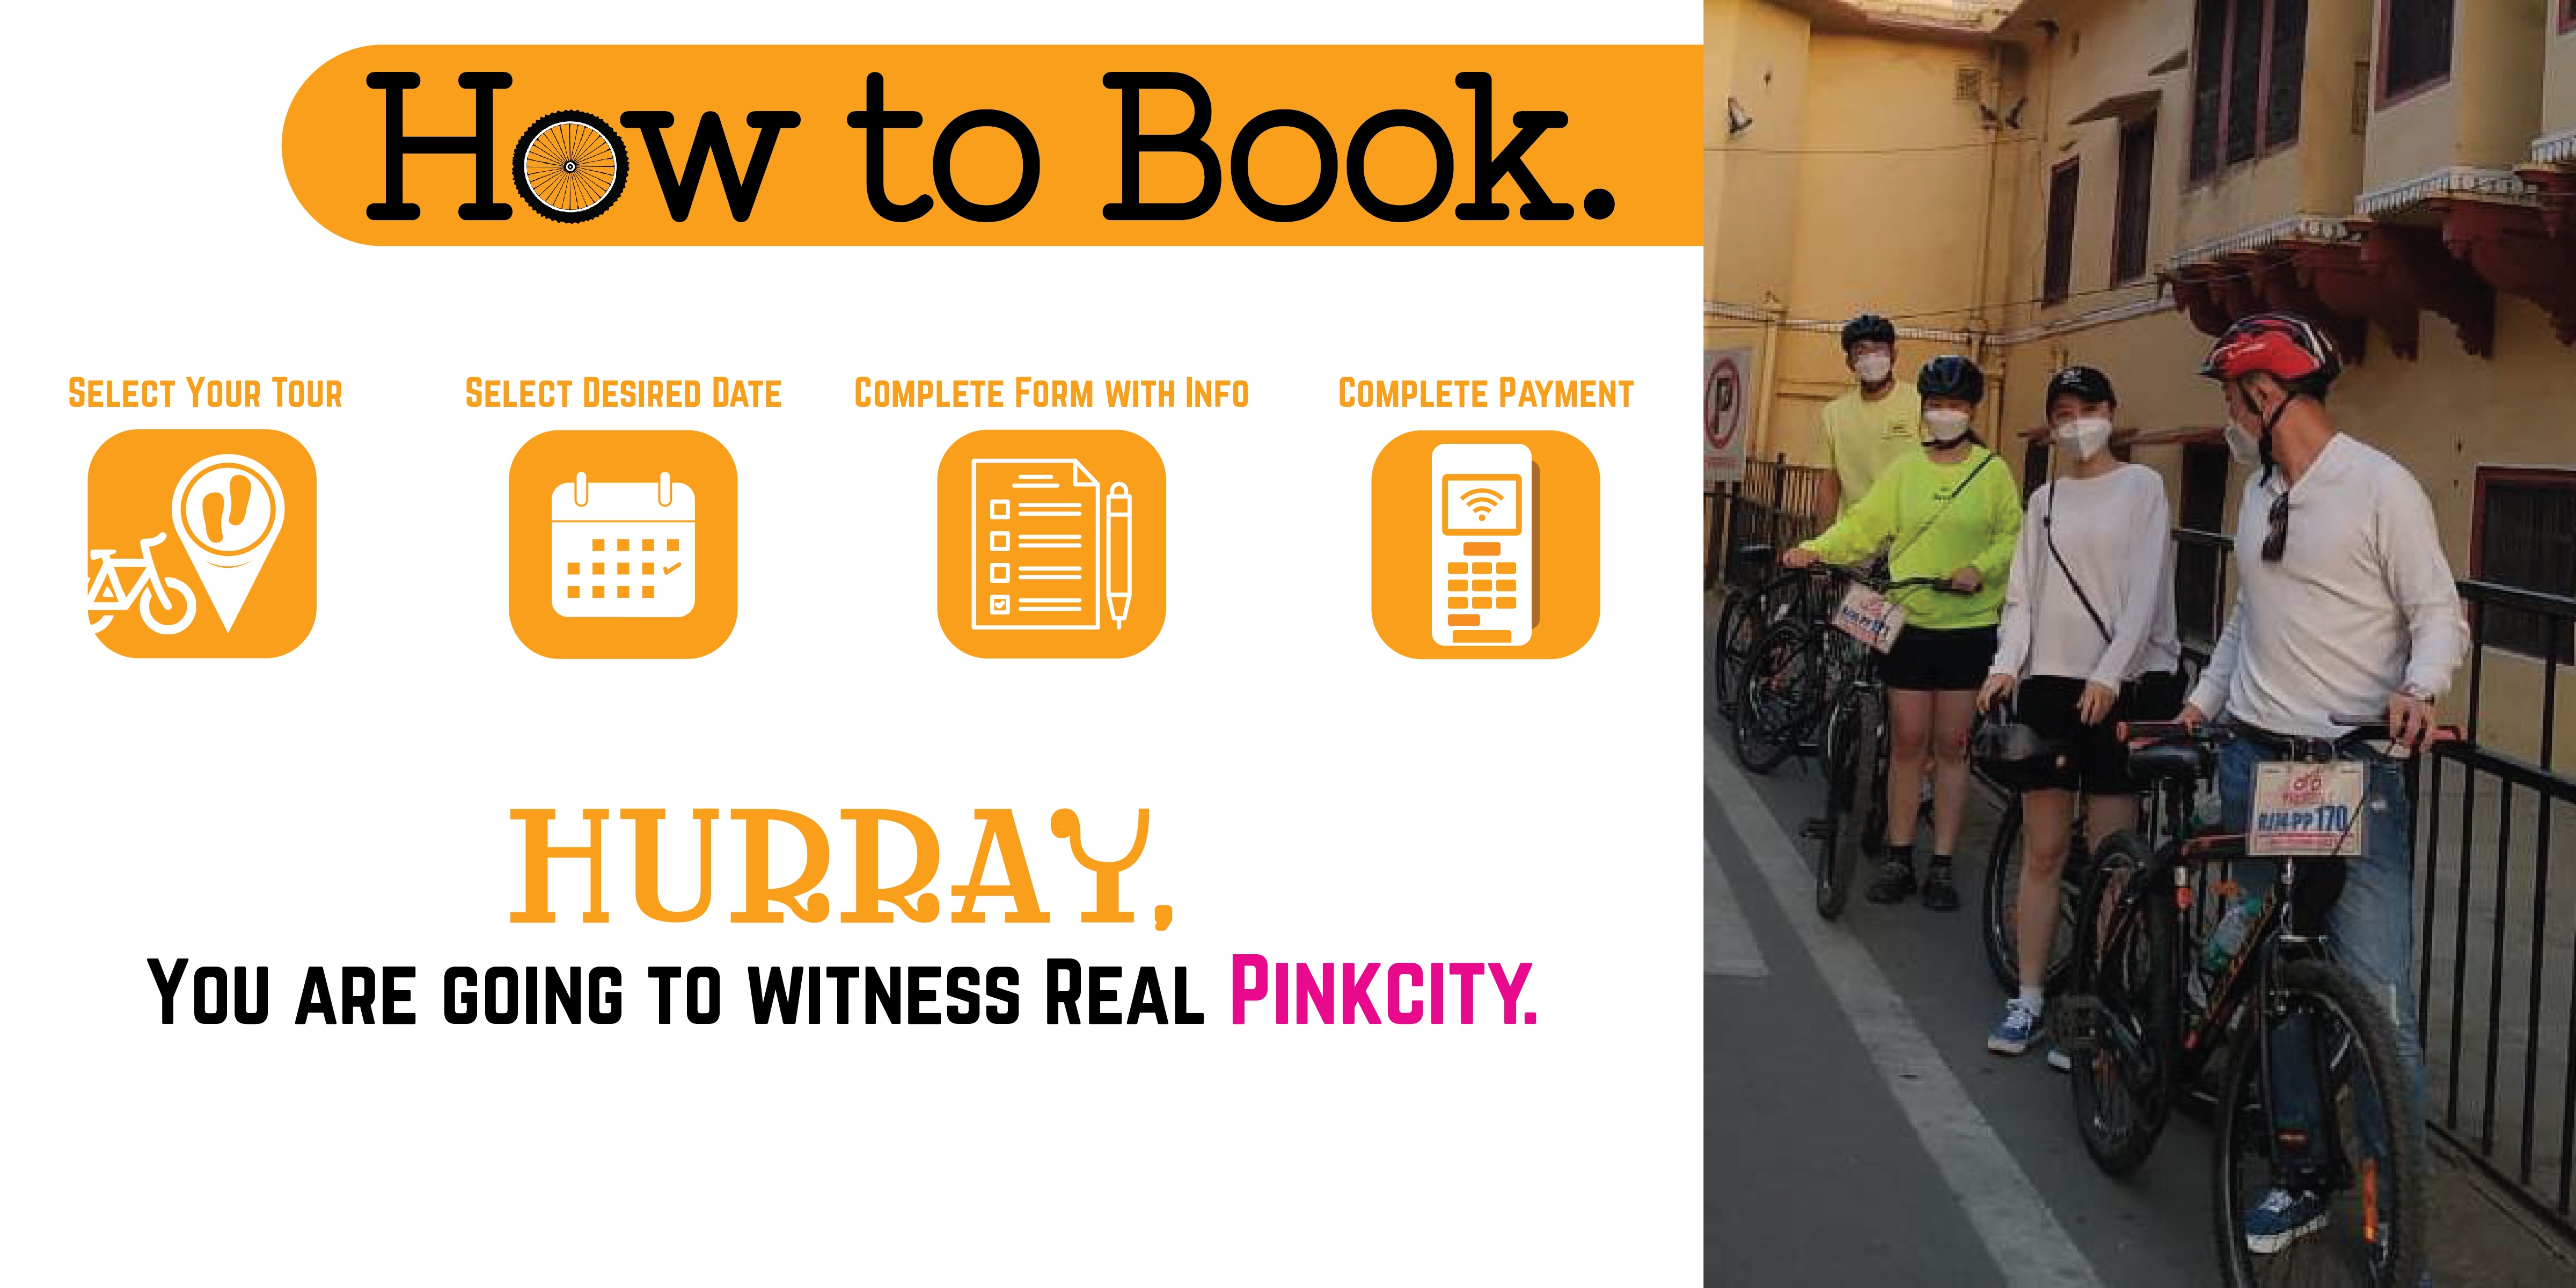 How to Book.
Select Your Tour
Select Desired Date
Complete Form with Info
Complete Payment
Hurray,
You are going to witness Real Pinkcity.
RJ14-PP 170